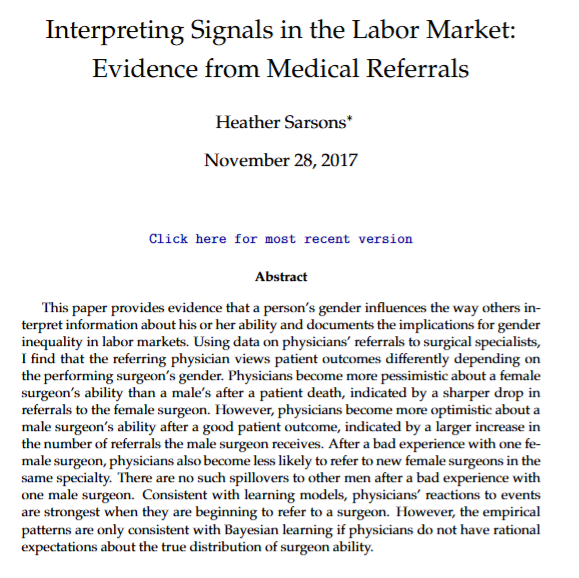 Interpreting Signals in the Labor Market:
Evidence from Medical Referrals
Heather Sarsons*
November 28, 2017
Click here for most recent version
Abstract
This paper provides evidence that a person's gender influences the way others in-
terpret information about his or her ability and documents the implications for gender
inequality in labor markets. Using data on physicians' referrals to surgical specialists,
I find that the referring physician views patient outcomes differently depending on
the performing surgeon's gender. Physicians become more pessimistic about a female
surgeon's ability than a male's after a patient death, indicated by a sharper drop in
referrals to the female surgeon. However, physicians become more optimistic about a
male surgeon's ability after a good patient outcome, indicated by a larger increase in
the number of referrals the male surgeon receives. After a bad experience with one fe-
male surgeon, physicians also become less likely to refer to new female surgeons in the
same specialty. There are no such spillovers to other men after a bad experience with
one male surgeon. Consistent with learning models, physicians' reactions to events
are strongest when they are beginning to refer to a surgeon. However, the empirical
patterns are only consistent with Bayesian learning if physicians do not have rational
expectations about the true distribution of surgeon ability.